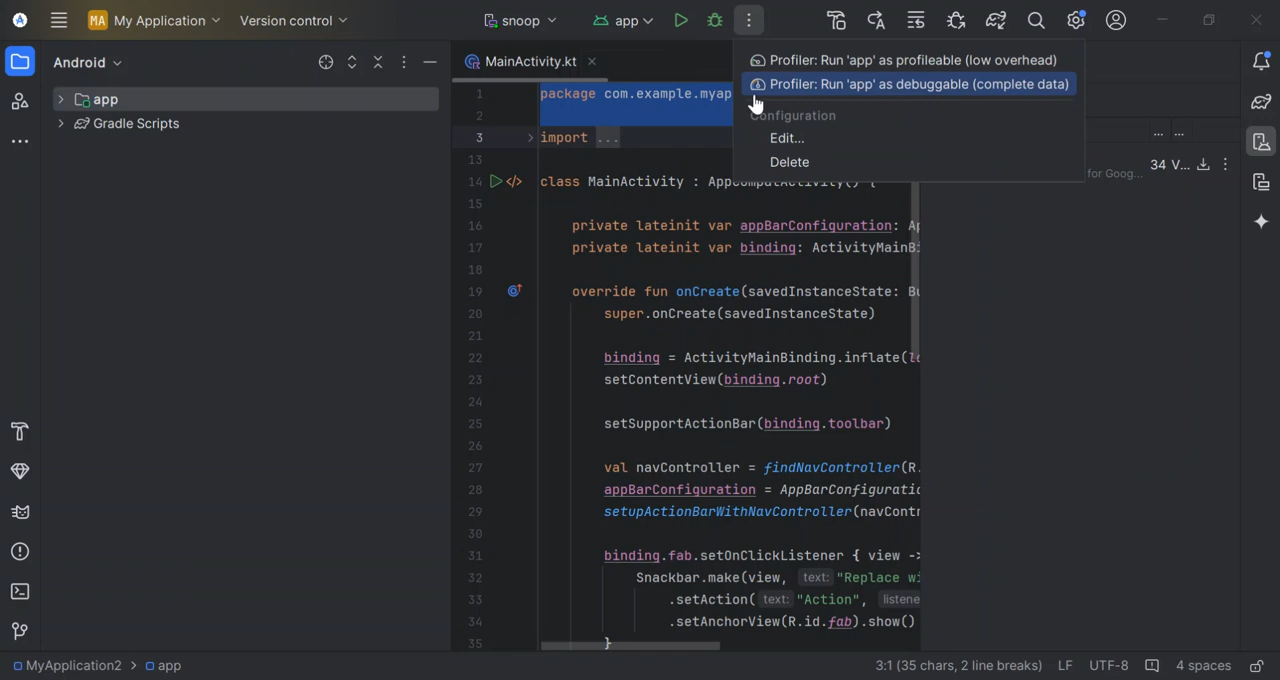 MA My Application Version control snoop app
Android
app
Gradle Scripts
MainActivity.kt
Profiler: Run 'app' as profileable (low overhead)
Profiler: Run 'app' as debuggable (complete data)
Configuration
Edit...
Delete
... ...
for Goog... 34 V...
1 package com.example.myap
2
3 import ...
13
14 class MainActivity : AppCompatActivity() {
15
16 private lateinit var appBarConfiguration: Ap
17 private lateinit var binding: ActivityMainBi
18
19 override fun onCreate(savedInstanceState: Bu
20 super.onCreate(savedInstanceState)
21
22 binding = ActivityMainBinding.inflate(la
23 setContentView(binding.root)
24
25 setSupportActionBar(binding.toolbar)
26
27 val navController = findNavController(R.
28 appBarConfiguration = AppBarConfiguratio
29 setupActionBarWithNavController(navContr
30
31 binding.fab.setOnClickListener { view ->
32 Snackbar.make(view, text: "Replace wi
33 .setAction( text: "Action", listene
34 .setAnchorView(R.id.fab).show()
35 }
MyApplication2 > app 3:1 (35 chars, 2 line breaks) LF UTF-8 4 spaces